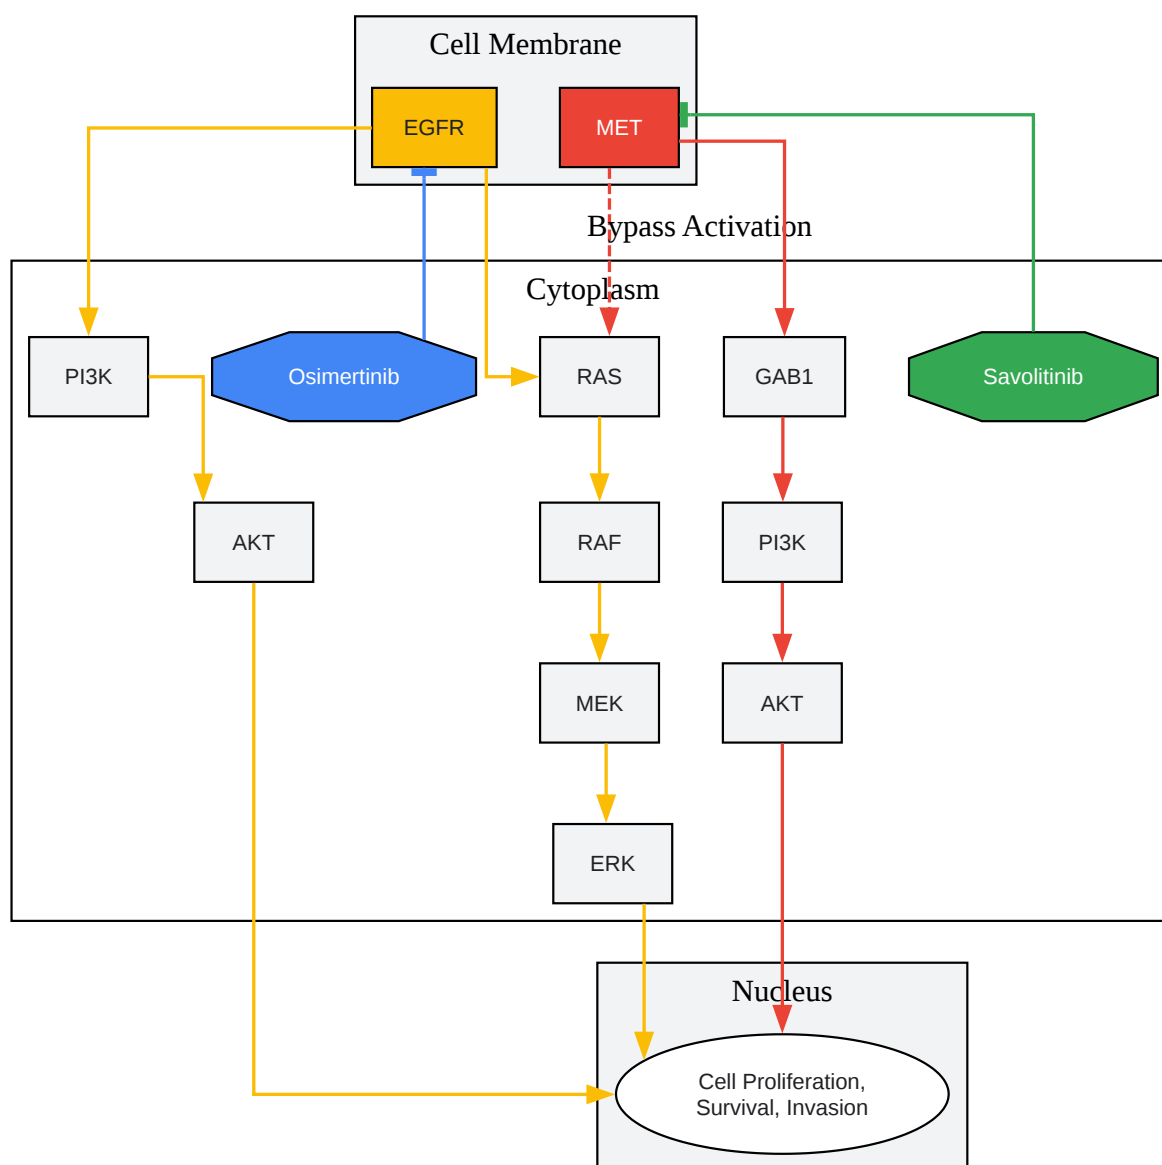 Cell Membrane
EGFR
MET
Bypass Activation
Cytoplasm
PI3K
Osimertinib
RAS
GAB1
Savolitinib
AKT
RAF
PI3K
MEK
AKT
ERK
Nucleus
Cell Proliferation,
Survival, Invasion